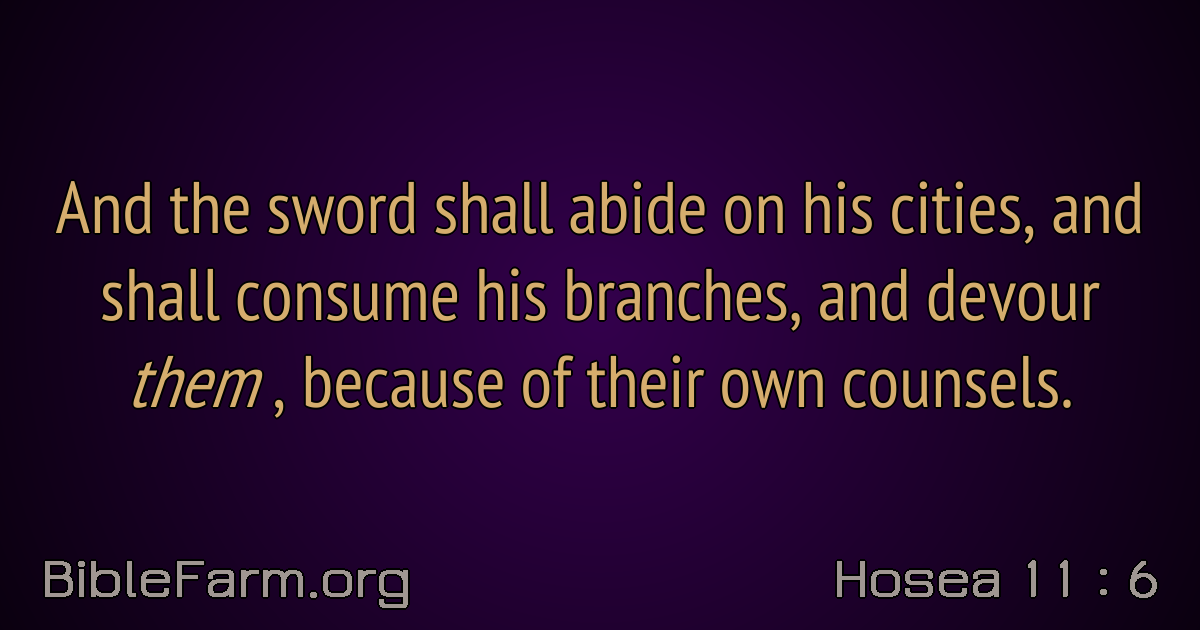 And the sword shall abide on his cities, and
shall consume his branches, and devour
them , because of their own counsels.
BibleFarm.org
Hosea 11 : 6